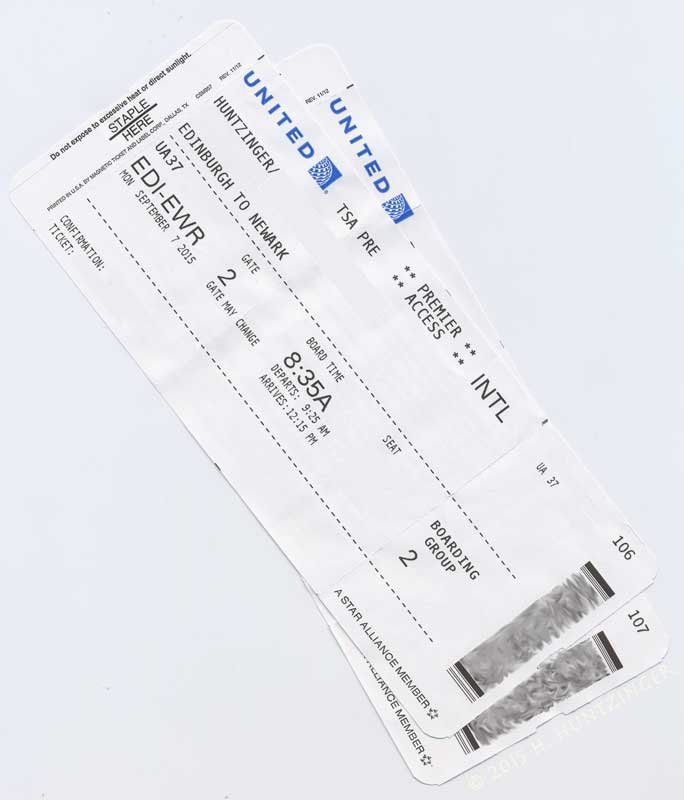 Do not expose to excessive heat or direct sunlight.
STAPLE
HERE
PRINTED IN U.S.A. BY MAGNETIC TICKET AND LABEL CORP., DALLAS, TX
CSM957
REV. 11/12
UNITED
HUNTZINGER/
TSA PRE
** PREMIER **
** ACCESS **
INTL
EDINBURGH TO NEWARK
UA37
EDI-EWR
MON SEPTEMBER 7 2015
GATE
2
GATE MAY CHANGE
BOARD TIME
8:35A
DEPARTS: 9:25 AM
ARRIVES:12:15 PM
SEAT
CONFIRMATION:
TICKET:
UA 37
BOARDING
GROUP
2
106
A STAR ALLIANCE MEMBER
REV. 11/12
UNITED
107
ALLIANCE MEMBER
© 2015 H. HUNTZINGER